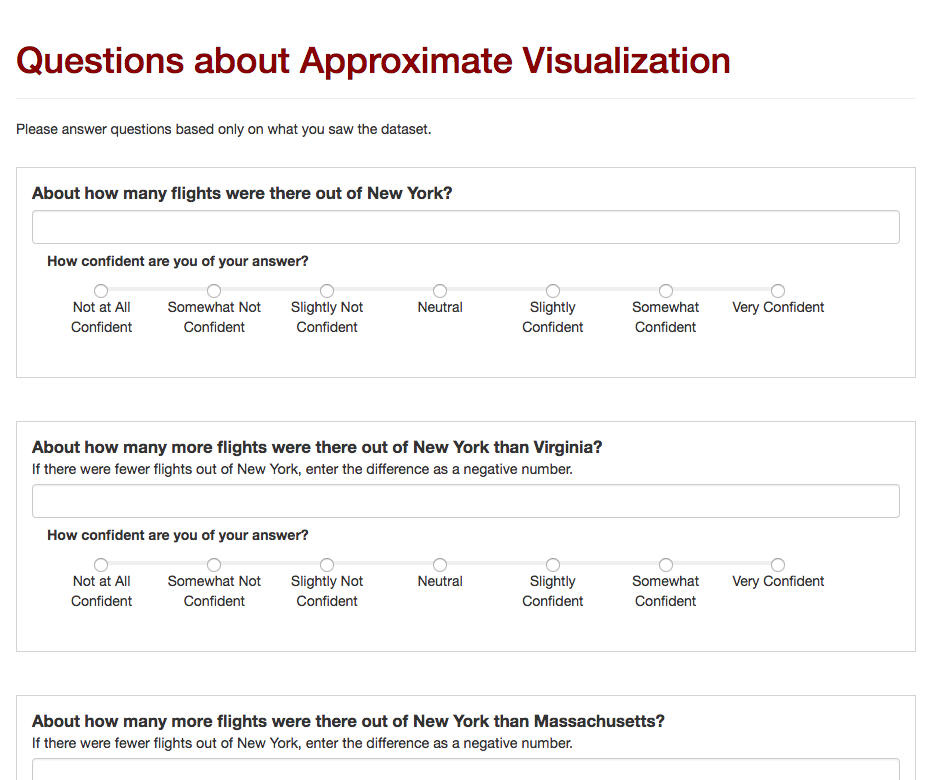 Questions about Approximate Visualization
Please answer questions based only on what you saw the dataset.
About how many flights were there out of New York?
How confident are you of your answer?
Not at All Confident
Somewhat Not Confident
Slightly Not Confident
Neutral
Slightly Confident
Somewhat Confident
Very Confident
About how many more flights were there out of New York than Virginia?
If there were fewer flights out of New York, enter the difference as a negative number.
How confident are you of your answer?
Not at All Confident
Somewhat Not Confident
Slightly Not Confident
Neutral
Slightly Confident
Somewhat Confident
Very Confident
About how many more flights were there out of New York than Massachusetts?
If there were fewer flights out of New York, enter the difference as a negative number.